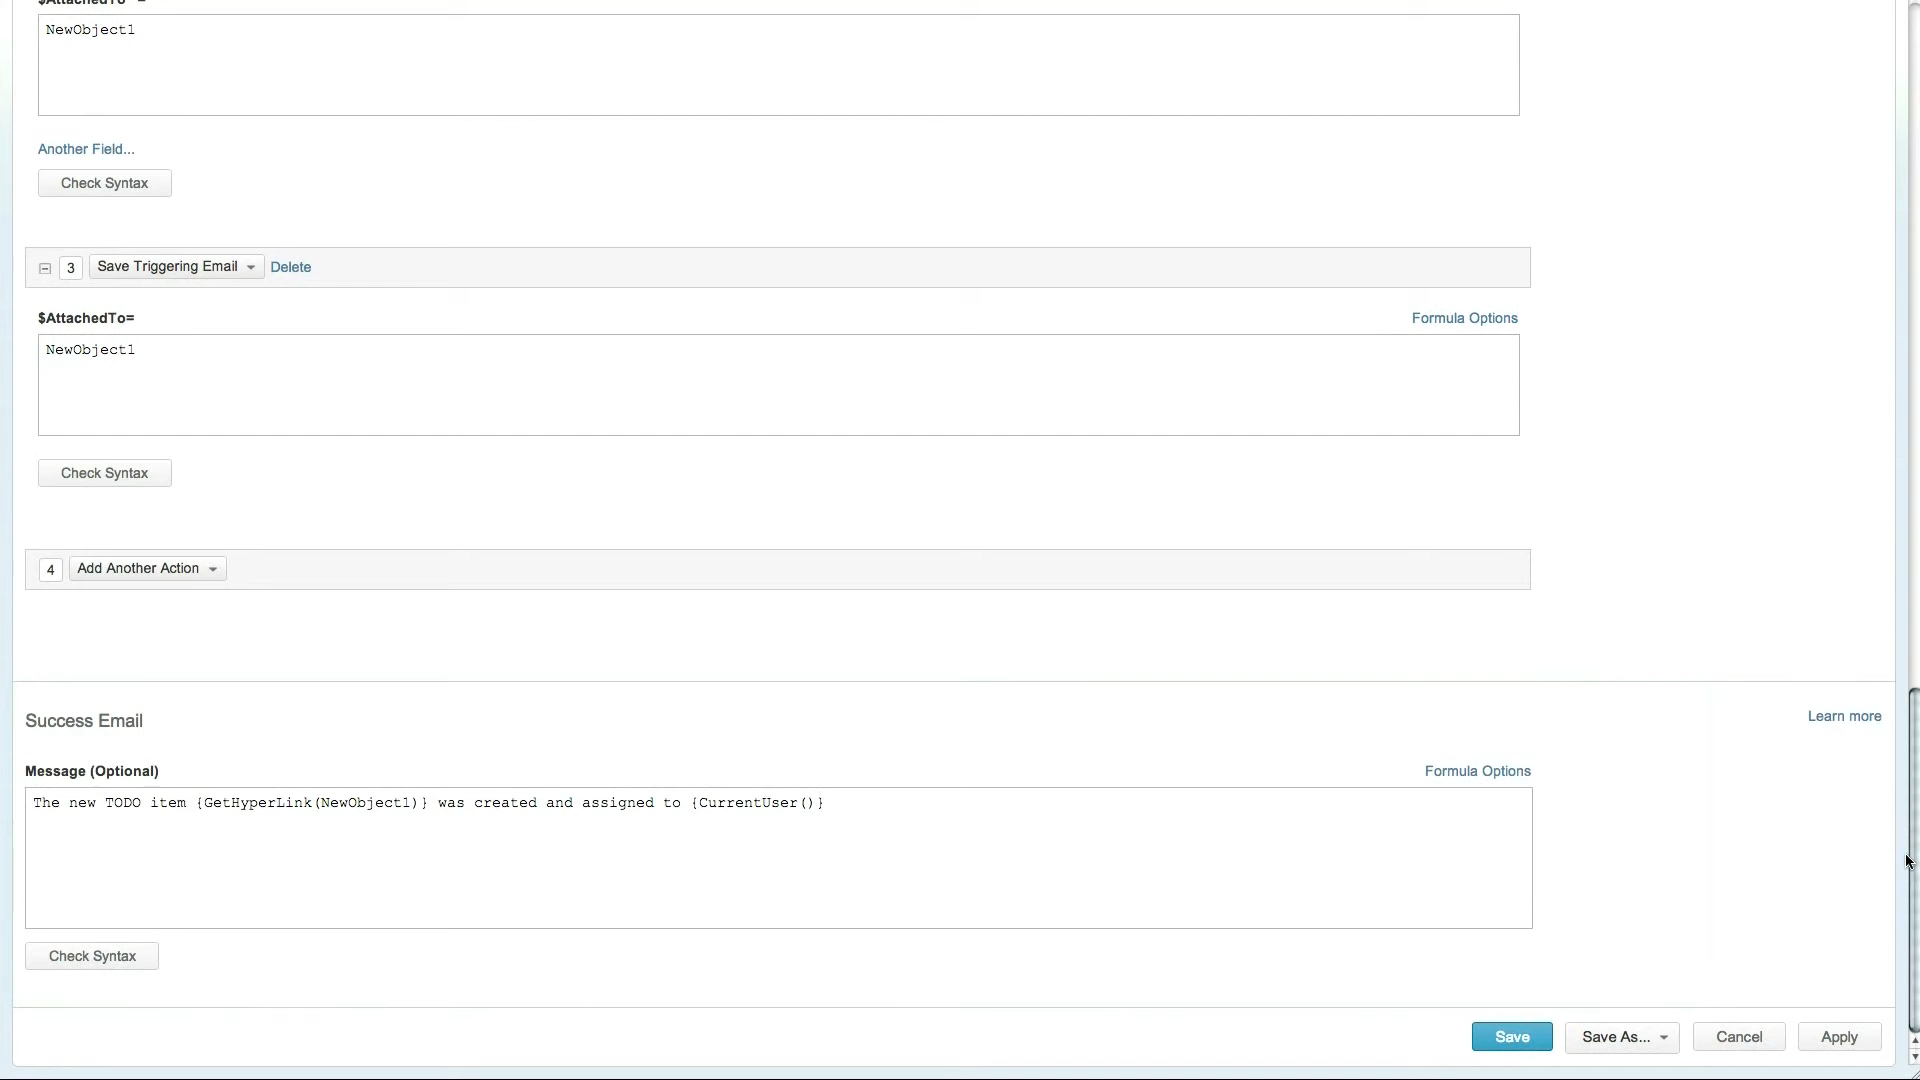 $AttachedTo =
NewObject1
Another Field...
Check Syntax
3 Save Triggering Email Delete
$AttachedTo= Formula Options
NewObject1
Check Syntax
4 Add Another Action
Success Email Learn more
Message (Optional) Formula Options
The new TODO item {GetHyperLink(NewObject1)} was created and assigned to {CurrentUser()}
Check Syntax
Save Save As... Cancel Apply